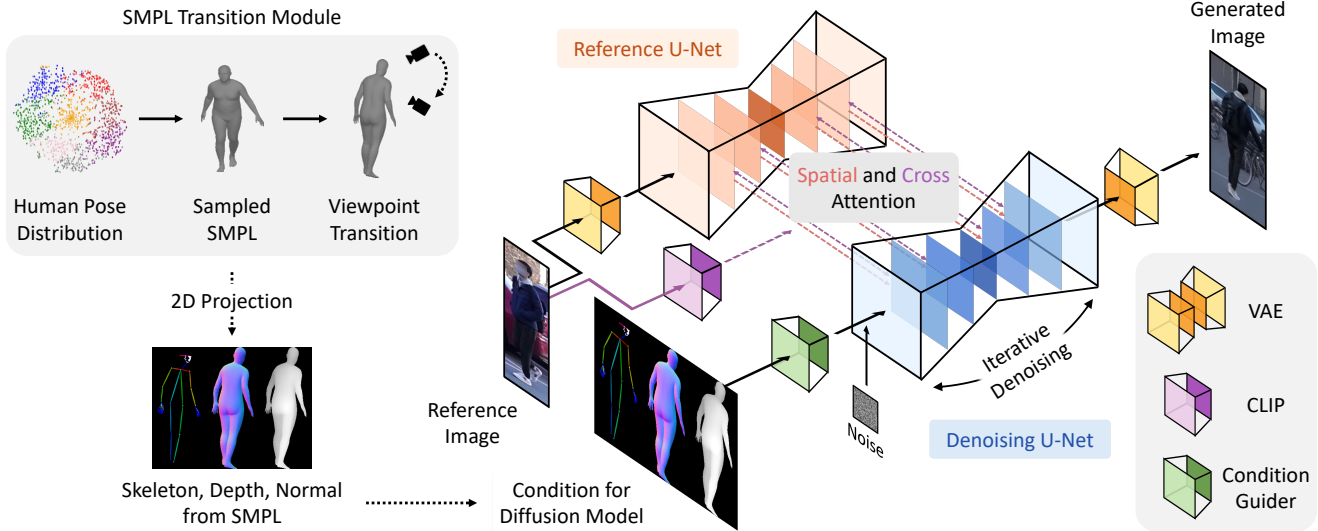 SMPL Transition Module
Human Pose
Distribution
Sampled
SMPL
Viewpoint
Transition
2D Projection
Skeleton, Depth, Normal
from SMPL
Reference U-Net
Spatial and Cross
Attention
Reference
Image
Condition for
Diffusion Model
Noise
Iterative
Denoising
Denoising U-Net
Generated
Image
VAE
CLIP
Condition
Guider